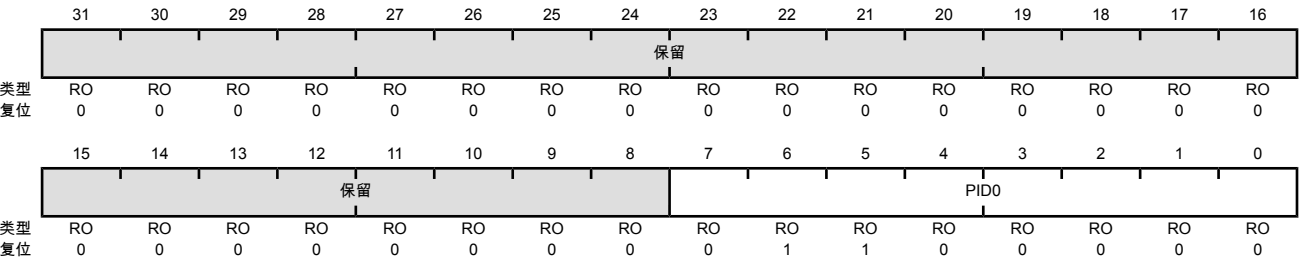 31 30 29 28 27 26 25 24 23 22 21 20 19 18 17 16
保留
类型 RO RO RO RO RO RO RO RO RO RO RO RO RO RO RO RO
复位 0 0 0 0 0 0 0 0 0 0 0 0 0 0 0 0
15 14 13 12 11 10 9 8 7 6 5 4 3 2 1 0
保留 PID0
类型 RO RO RO RO RO RO RO RO RO RO RO RO RO RO RO RO
复位 0 0 0 0 0 0 0 0 0 1 1 0 0 0 0 0